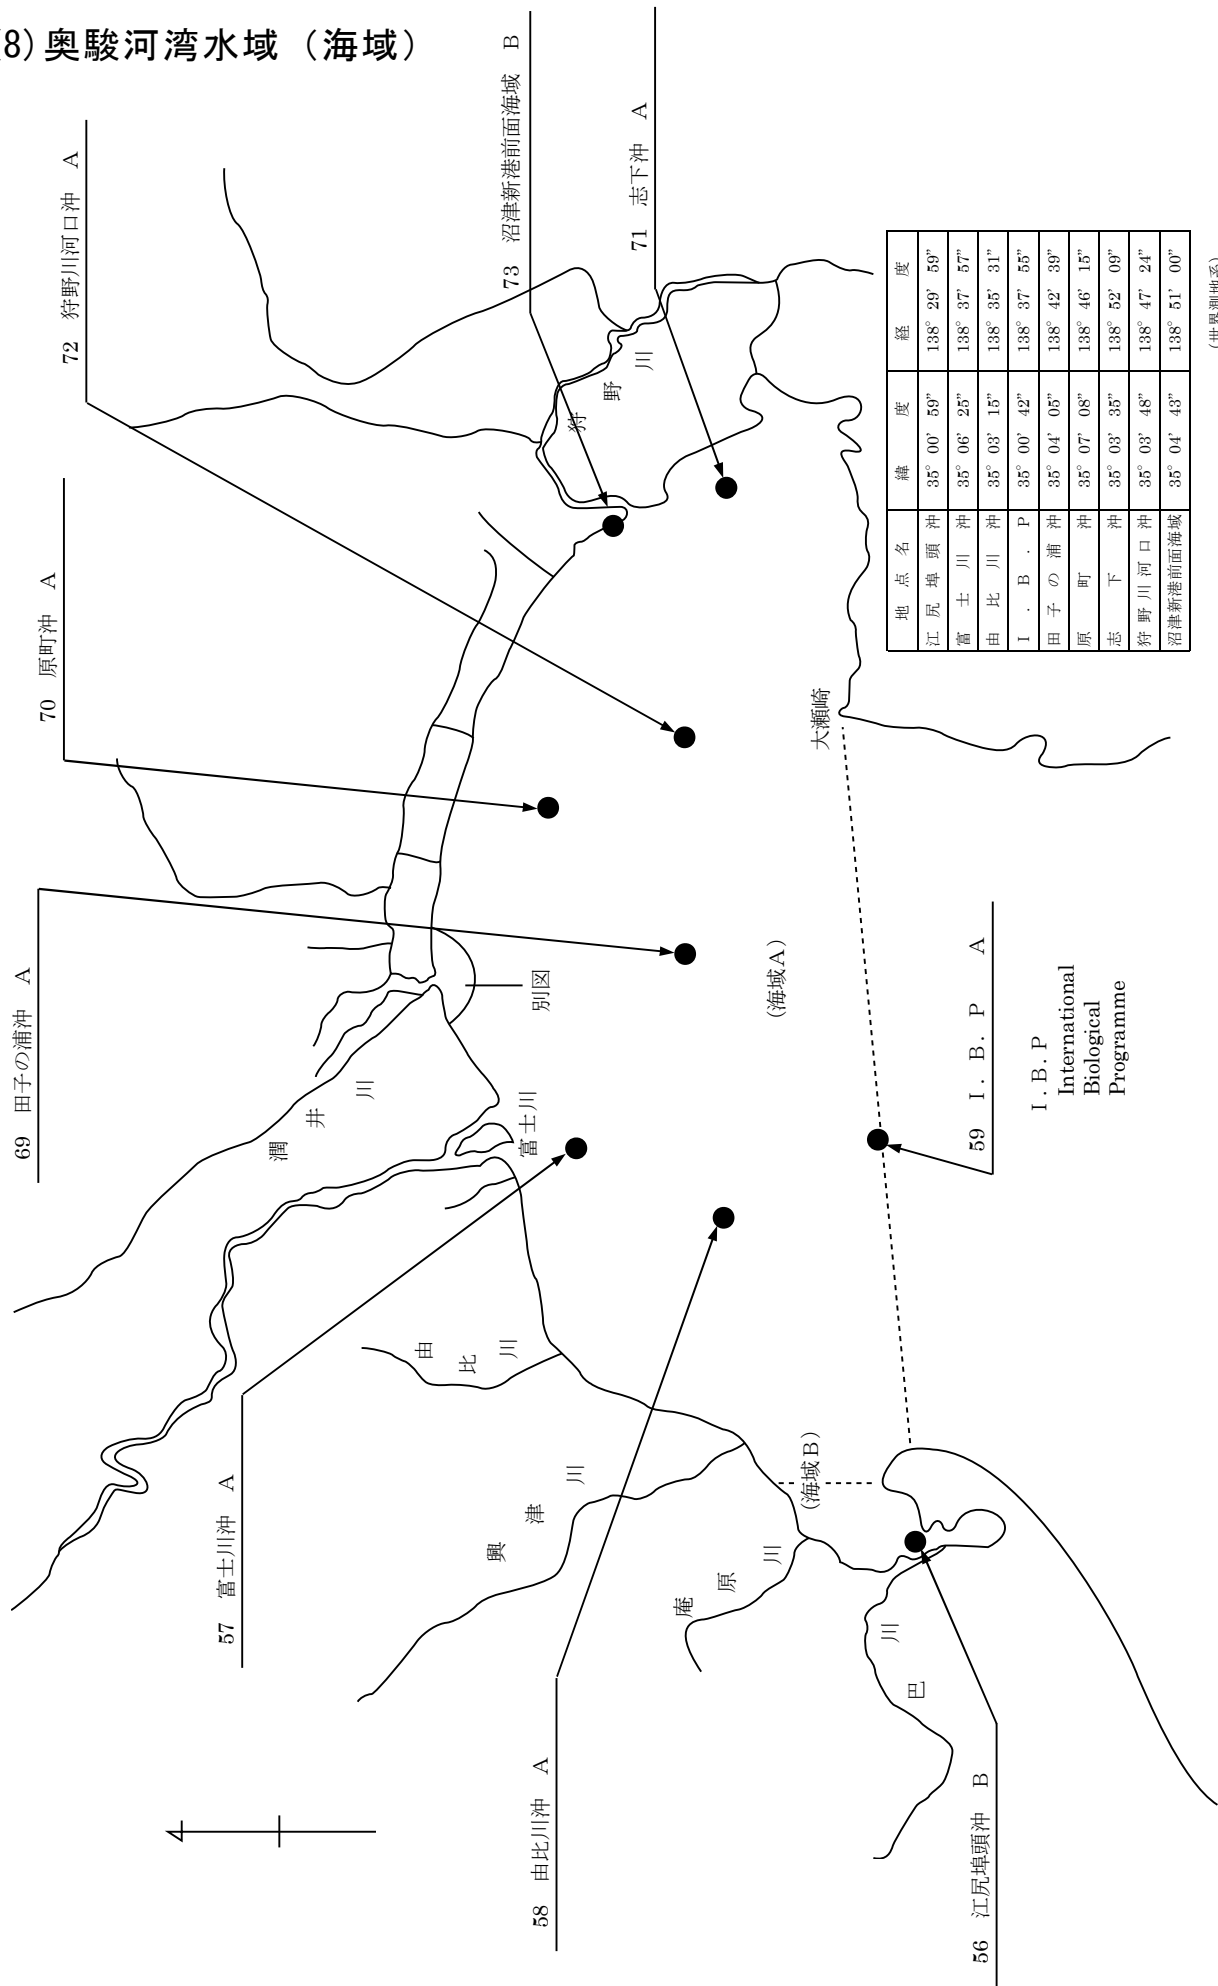 8)奥駿河湾水域（海域）
72 狩野川河口沖 A
73 沼津新港前面海域 B
71 志下沖 A
70 原町沖 A
69 田子の浦沖 A
57 富士川沖 A
58 由比川沖 A
56 江尻埠頭沖 B
59 I.B.P A
I.B.P
International
Biological
Programme
狩野川
潤井川
富士川
由比川
興津川
庵原川
巴川
別図
大瀬崎
(海域A)
(海域B)
地点名 緯度 経度
江尻埠頭沖 35° 00’ 59” 138° 29’ 59”
富士川沖 35° 06’ 25” 138° 37’ 57”
由比川沖 35° 03’ 15” 138° 35’ 31”
I.B.P 35° 00’ 42” 138° 37’ 55”
田子の浦沖 35° 04’ 05” 138° 42’ 39”
原町沖 35° 07’ 08” 138° 46’ 15”
志下沖 35° 03’ 35” 138° 52’ 09”
狩野川河口沖 35° 03’ 48” 138° 47’ 24”
沼津新港前面海域 35° 04’ 43” 138° 51’ 00”
(世界測地系)